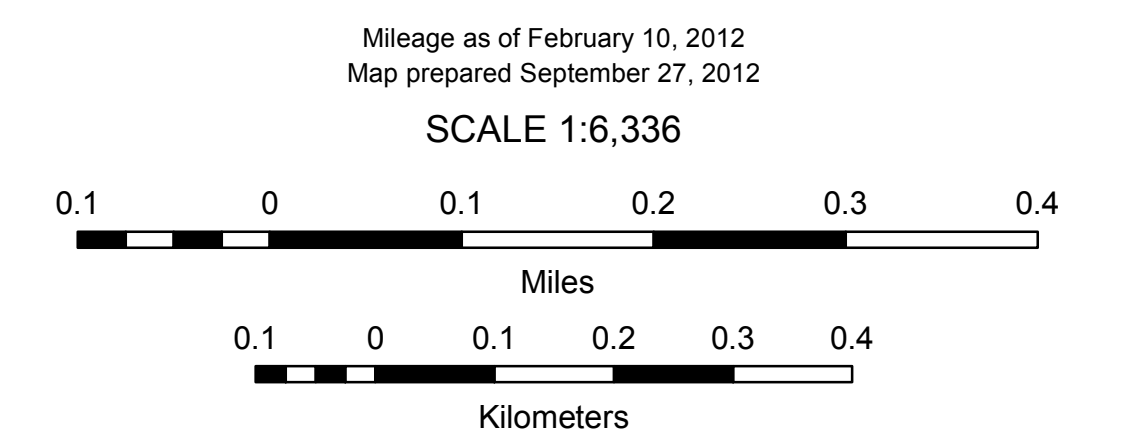 Mileage as of February 10, 2012
Map prepared September 27, 2012
SCALE 1:6,336
0.1 0 0.1 0.2 0.3 0.4
Miles
0.1 0 0.1 0.2 0.3 0.4
Kilometers